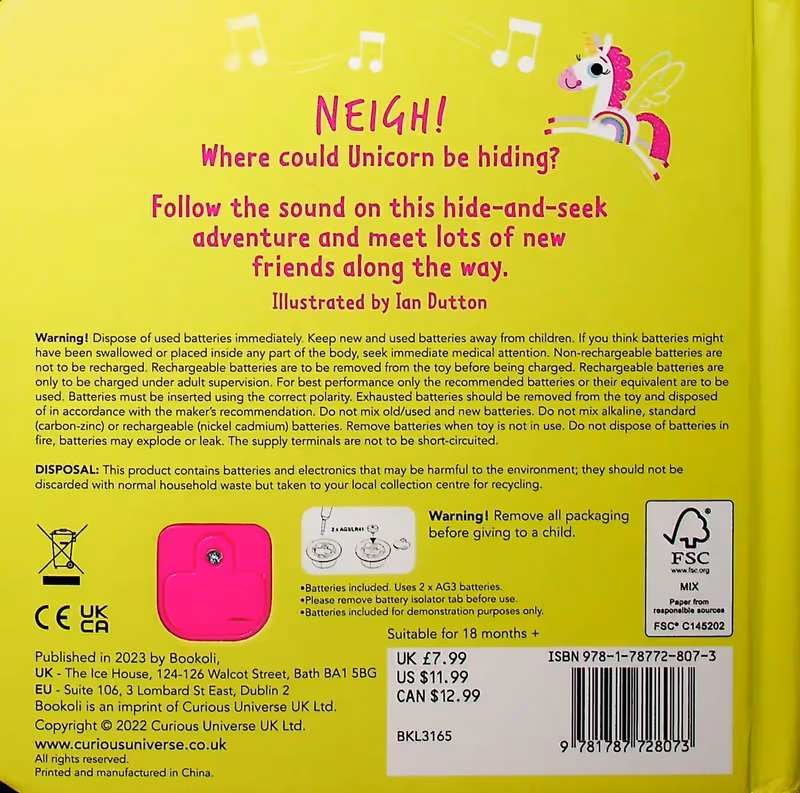 NEIGH!
Where could Unicorn be hiding?
Follow the sound on this hide-and-seek
adventure and meet lots of new
friends along the way.
Illustrated by Ian Dutton
Warning! Dispose of used batteries immediately. Keep new and used batteries away from children. If you think batteries might
have been swallowed or placed inside any part of the body, seek immediate medical attention. Non-rechargeable batteries are
not to be recharged. Rechargeable batteries are to be removed from the toy before being charged. Rechargeable batteries are
only to be charged under adult supervision. For best performance only the recommended batteries or their equivalent are to be
used. Batteries must be inserted using the correct polarity. Exhausted batteries should be removed from the toy and disposed
of in accordance with the maker's recommendation. Do not mix old/used and new batteries. Do not mix alkaline, standard
(carbon-zinc) or rechargeable (nickel cadmium) batteries. Remove batteries when toy is not in use. Do not dispose of batteries in
fire, batteries may explode or leak. The supply terminals are not to be short-circuited.
DISPOSAL: This product contains batteries and electronics that may be harmful to the environment; they should not be
discarded with normal household waste but taken to your local collection centre for recycling.
2 x AG3/LR41
Warning! Remove all packaging
before giving to a child.
•Batteries included. Uses 2 x AG3 batteries.
•Please remove battery isolator tab before use.
•Batteries included for demonstration purposes only.
FSC
www.fsc.org
MIX
Paper from
responsible sources
FSC® C145202
CE UK
CA
Suitable for 18 months +
Published in 2023 by Bookoli,
UK - The Ice House, 124-126 Walcot Street, Bath BA1 5BG
EU - Suite 106, 3 Lombard St East, Dublin 2
Bookoli is an imprint of Curious Universe UK Ltd.
Copyright © 2022 Curious Universe UK Ltd.
www.curiousuniverse.co.uk
All rights reserved.
Printed and manufactured in China.
UK £7.99
US $11.99
CAN $12.99
BKL3165
ISBN 978-1-78772-807-3
9 781787 728073